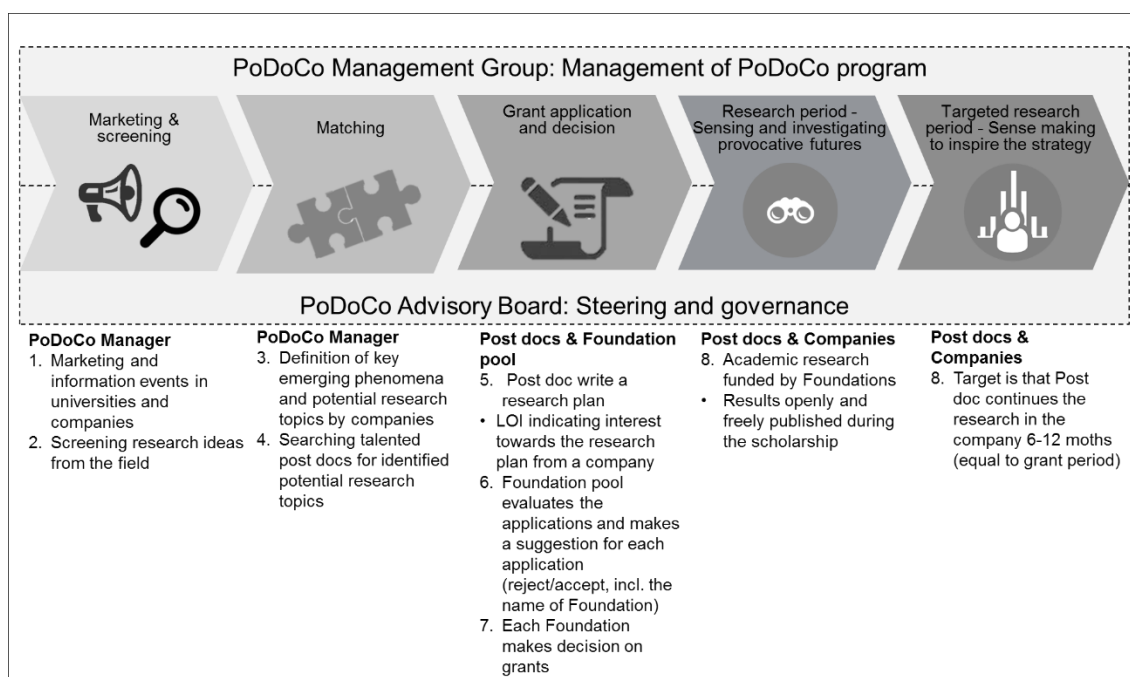 PoDoCo Management Group: Management of PoDoCo program
Marketing &
screening
Matching
Grant application
and decision
Research period -
Sensing and investigating
provocative futures
Targeted research
period - Sense making
to inspire the strategy
PoDoCo Advisory Board: Steering and governance
PoDoCo Manager
1. Marketing and
information events in
universities and
companies
2. Screening research ideas
from the field
PoDoCo Manager
3. Definition of key
emerging phenomena
and potential research
topics by companies
4. Searching talented
post docs for identified
potential research
topics
Post docs & Foundation
pool
5. Post doc write a
research plan
• LOI indicating interest
towards the research
plan from a company
6. Foundation pool
evaluates the
applications and makes
a suggestion for each
application
(reject/accept, incl. the
name of Foundation)
7. Each Foundation
makes decision on
grants
Post docs & Companies
8. Academic research
funded by Foundations
• Results openly and
freely published during
the scholarship
Post docs &
Companies
8. Target is that Post
doc continues the
research in the
company 6-12 moths
(equal to grant period)